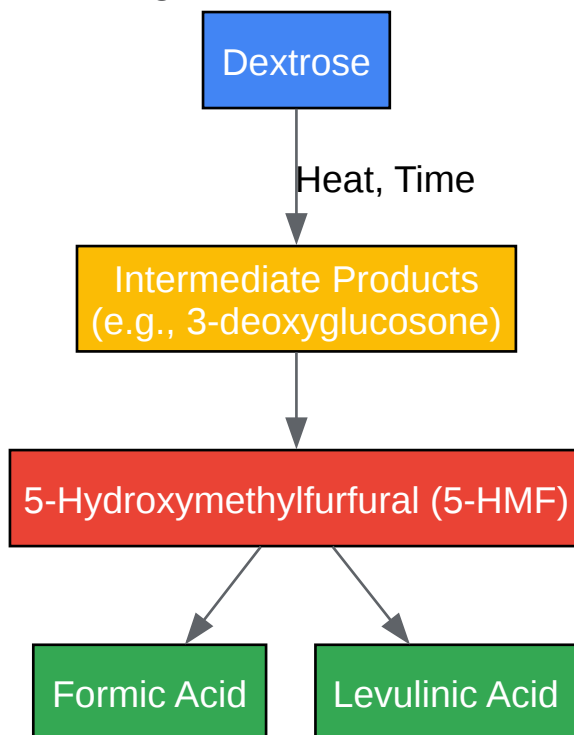 Dextrose
Heat, Time
Intermediate Products
(e.g., 3-deoxyglucosone)
5-Hydroxymethylfurfural (5-HMF)
Formic Acid
Levulinic Acid